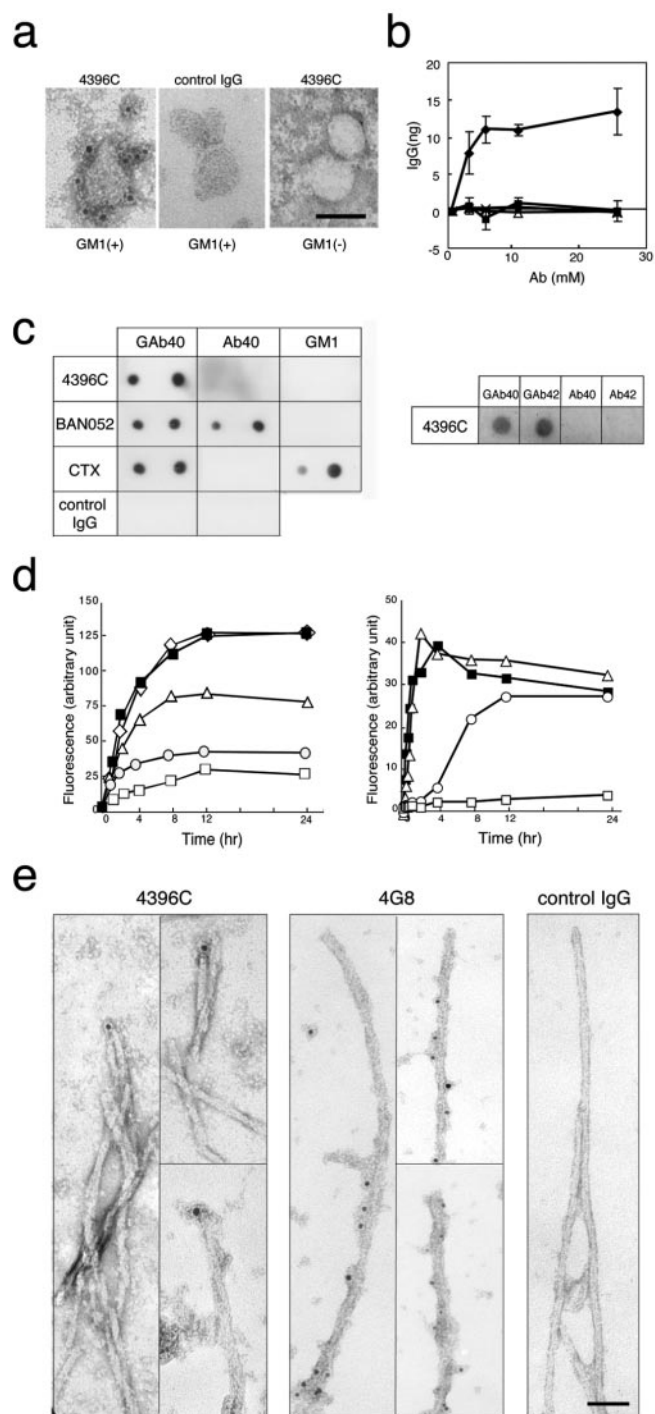 a
4396C control IgG 4396C
GM1(+) GM1(+) GM1(-)
b
IgG(ng)
20
15
10
5
0
-5
0 10 20 30
Ab (mM)
c
GAb40 Ab40 GM1
4396C
BAN052
CTX
control
IgG
GAb40 GAb42 Ab40 Ab42
4396C
d
Fluorescence (arbitrary unit)
150
125
100
75
50
25
0
0 4 8 12 24
Time (hr)
Fluorescence (arbitrary unit)
50
40
30
20
10
0
0 4 8 12 24
Time (hr)
e
4396C 4G8 control IgG